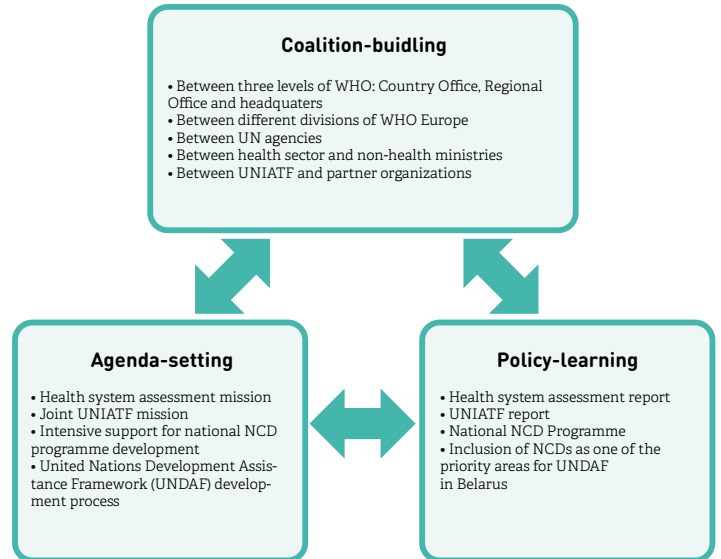 Coalition-buidling
• Between three levels of WHO: Country Office, Regional
Office and headquaters
• Between different divisions of WHO Europe
• Between UN agencies
• Between health sector and non-health ministries
• Between UNIATF and partner organizations
Agenda-setting
• Health system assessment mission
• Joint UNIATF mission
• Intensive support for national NCD
programme development
• United Nations Development Assis-
tance Framework (UNDAF) develop-
ment process
Policy-learning
• Health system assessment report
• UNIATF report
• National NCD Programme
• Inclusion of NCDs as one of the
priority areas for UNDAF
in Belarus